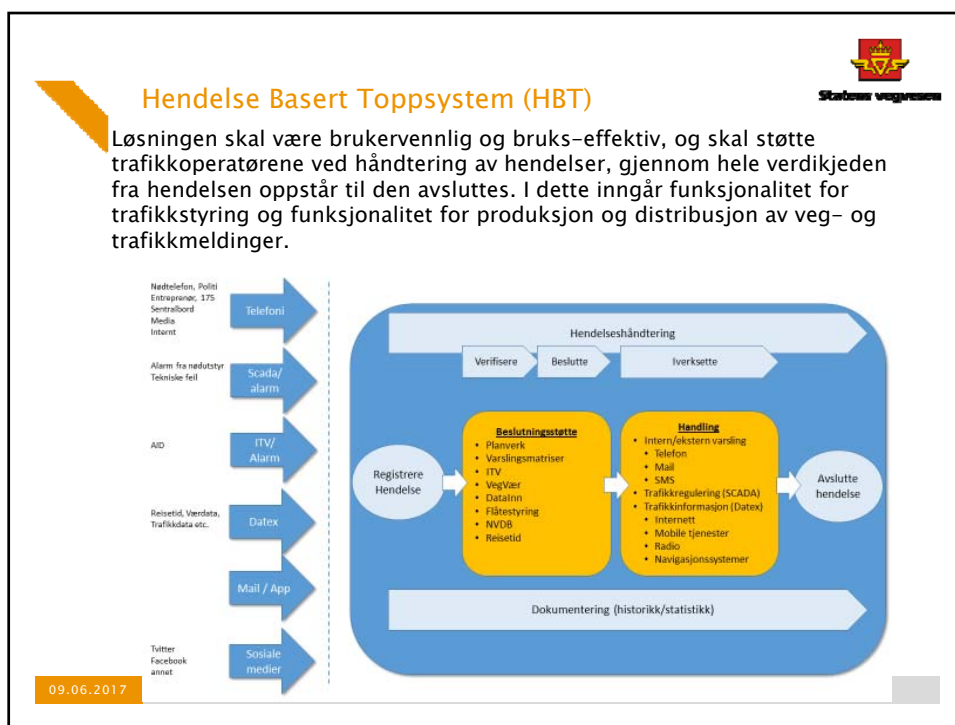 Statens vegvesen
Hendelse Basert Toppsystem (HBT)
Løsningen skal være brukervennlig og bruks-effektiv, og skal støtte
trafikkoperatørene ved håndtering av hendelser, gjennom hele verdikjeden
fra hendelsen oppstår til den avsluttes. I dette inngår funksjonalitet for
trafikkstyring og funksjonalitet for produksjon og distribusjon av veg- og
trafikkmeldinger.
Nødtelefon, Politi
Entreprenør, 175
Sentralbord
Media
Internt
Telefoni
Alarm fra nødutstyr
Tekniske feil
Scada/
alarm
AID
ITV/
Alarm
Reisetid, Værdata,
Trafikkdata etc.
Datex
Mail / App
Tvitter
Facebook
annet
Sosiale
medier
Hendelseshåndtering
Verifisere
Beslutte
Iverksette
Registrere
Hendelse
Beslutningsstøtte
• Planverk
• Varslingsmatriser
• ITV
• VegVær
• DataInn
• Flåtestyring
• NVDB
• Reisetid
Handling
• Intern/ekstern varsling
• Telefon
• Mail
• SMS
• Trafikkregulering (SCADA)
• Trafikkinformasjon (Datex)
• Internett
• Mobile tjenester
• Radio
• Navigasjonssystemer
Avslutte
hendelse
Dokumentering (historikk/statistikk)
09.06.2017